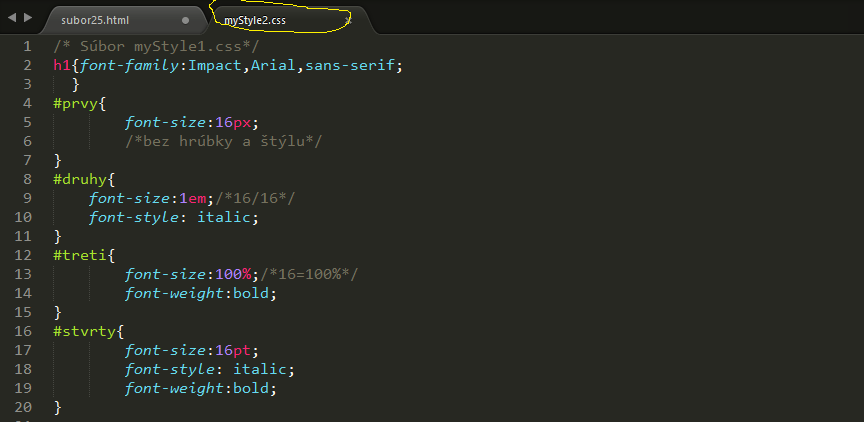 subor25.html
myStyle2.css
1 /* Súbor myStyle1.css*/
2 h1{font-family:Impact,Arial,sans-serif;
3 }
4 #prvy{
5 font-size:16px;
6 /*bez hrúbky a štýlu*/
7 }
8 #druhy{
9 font-size:1em;/*16/16*/
10 font-style: italic;
11 }
12 #treti{
13 font-size:100%;/*16=100%*/
14 font-weight:bold;
15 }
16 #stvrty{
17 font-size:16pt;
18 font-style: italic;
19 font-weight:bold;
20 }